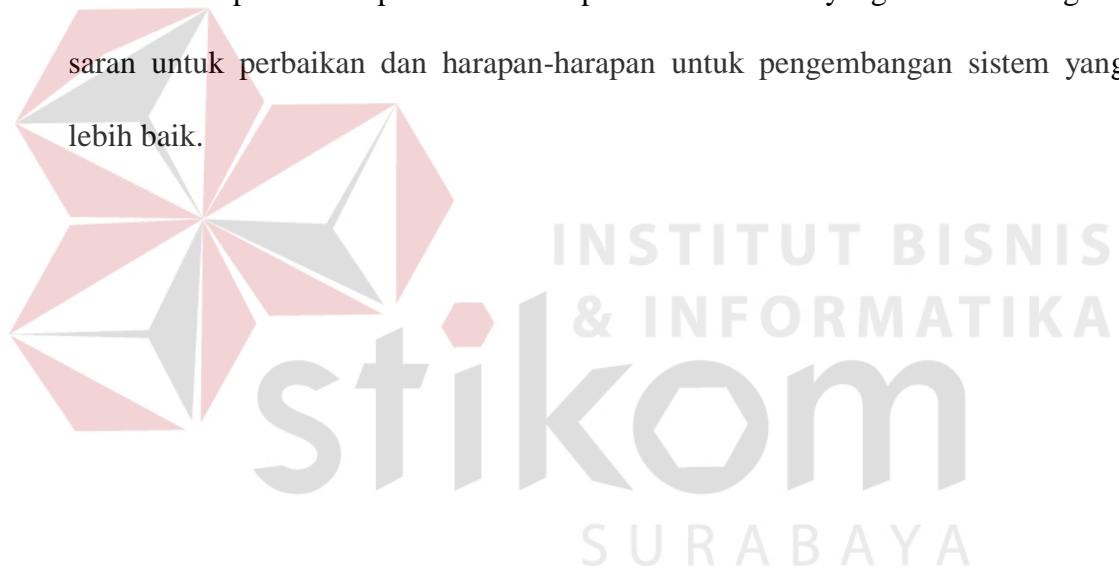 saran untuk perbaikan dan harapan-harapan untuk pengembangan sistem yang
lebih baik.
INSTITUT BISNIS
& INFORMATIKA
stikom
SURABAYA